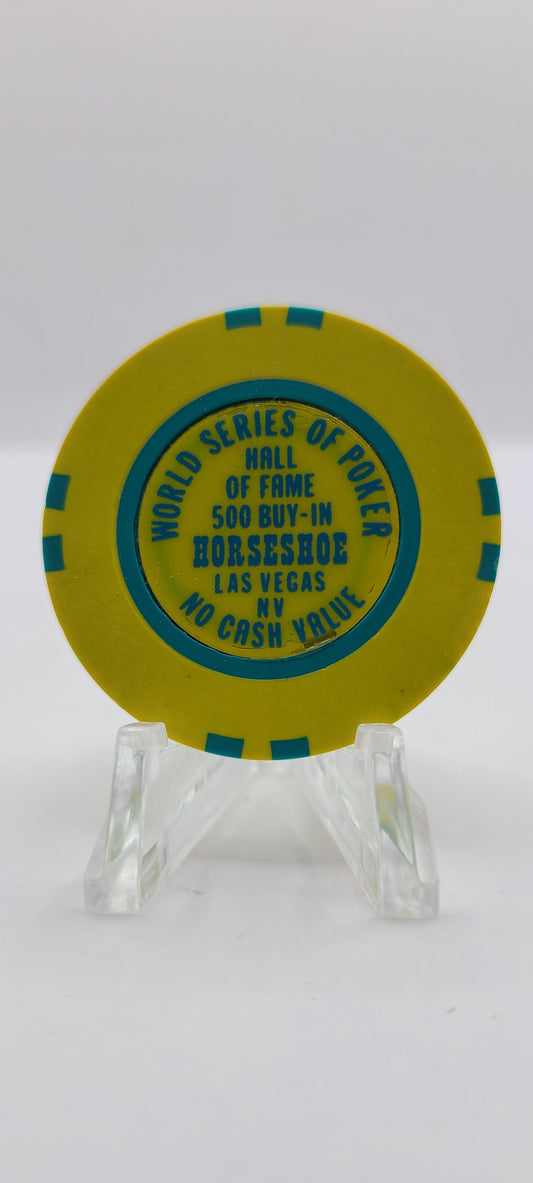 WORLD SERIES OF POKER
HALL
OF FAME
500 BUY-IN
HORSESHOE
LAS VEGAS
NV
NO CASH VALUE